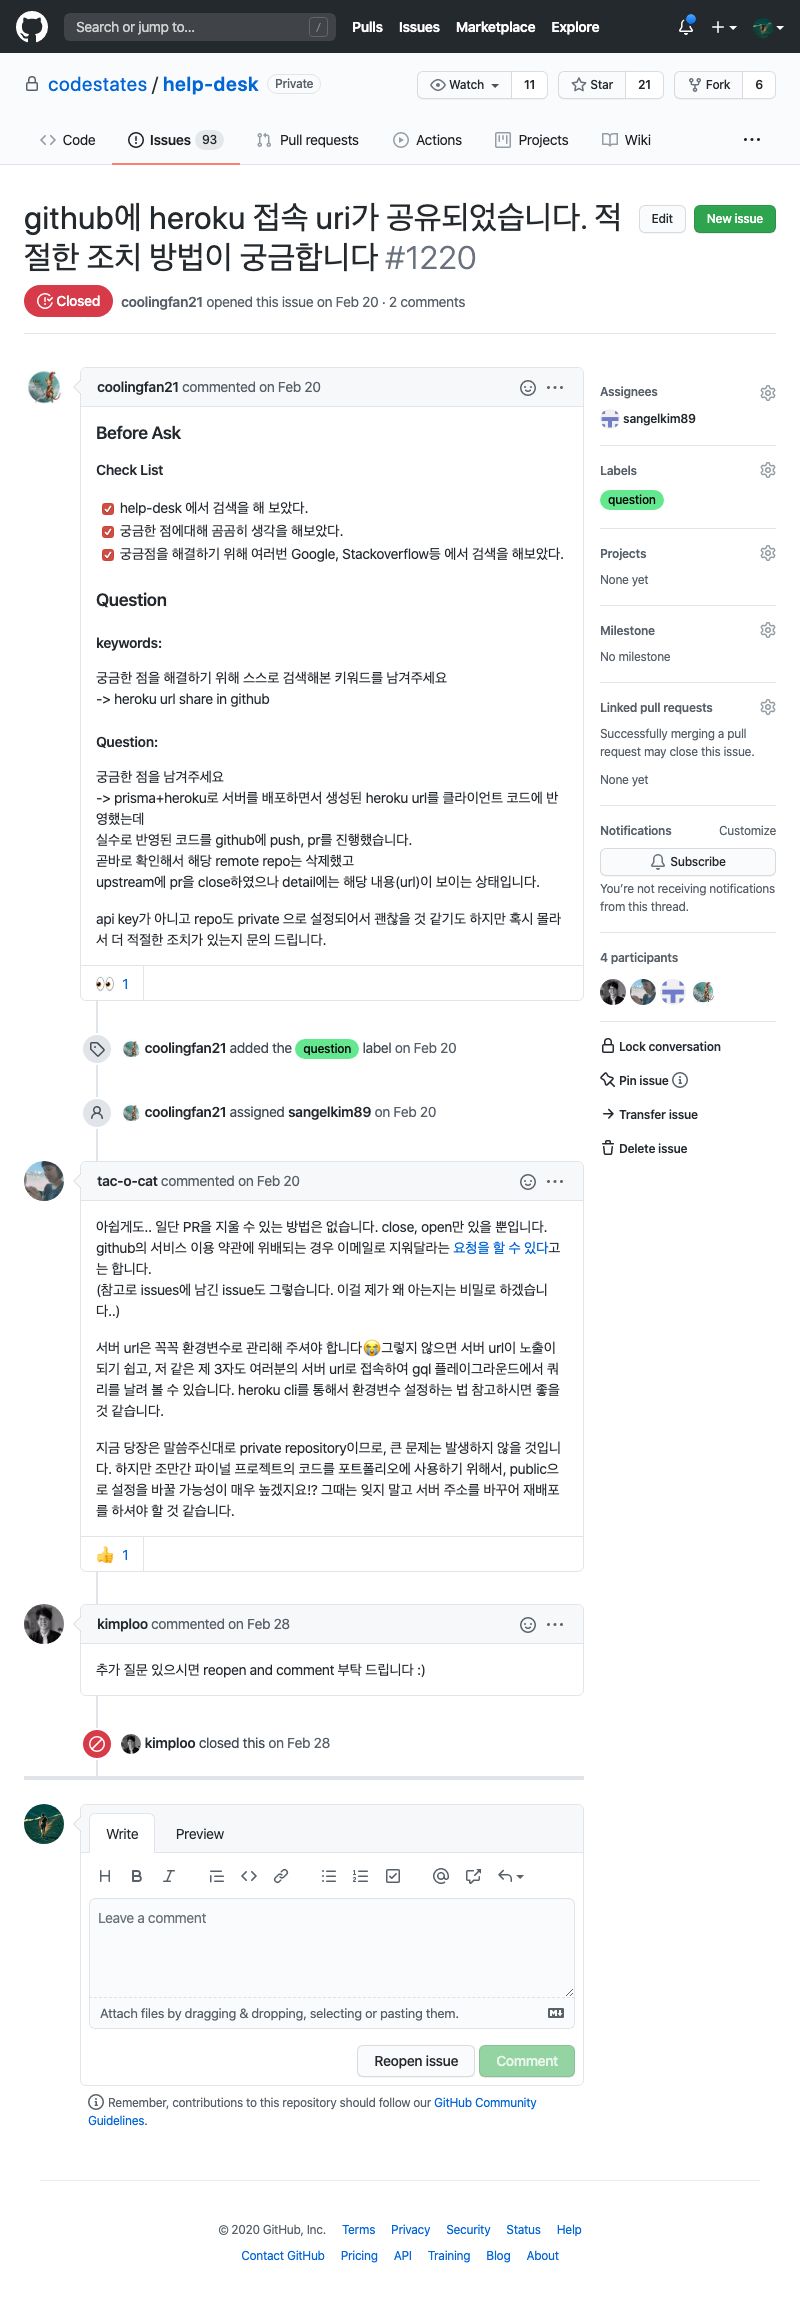 Search or jump to...
/
Pulls
Issues
Marketplace
Explore
codestates / help-desk
Private
Watch
11
Star
21
Fork
6
Code
Issues 93
Pull requests
Actions
Projects
Wiki
github에 heroku 접속 uri가 공유되었습니다. 적
절한 조치 방법이 궁금합니다 #1220
Edit
New issue
Closed
coolingfan21 opened this issue on Feb 20 · 2 comments
coolingfan21 commented on Feb 20
Before Ask
Check List
help-desk 에서 검색을 해 보았다.
궁금한 점에대해 곰곰히 생각을 해보았다.
궁금점을 해결하기 위해 여러번 Google, Stackoverflow등 에서 검색을 해보았다.
Question
keywords:
궁금한 점을 해결하기 위해 스스로 검색해본 키워드를 남겨주세요
-> heroku url share in github
Question:
궁금한 점을 남겨주세요
-> prisma+heroku로 서버를 배포하면서 생성된 heroku url를 클라이언트 코드에 반
영했는데
실수로 반영된 코드를 github에 push, pr를 진행했습니다.
곧바로 확인해서 해당 remote repo는 삭제했고
upstream에 pr을 close하였으나 detail에는 해당 내용(url)이 보이는 상태입니다.
api key가 아니고 repo도 private 으로 설정되어서 괜찮을 것 같기도 하지만 혹시 몰라
서 더 적절한 조치가 있는지 문의 드립니다.
👀 1
coolingfan21 added the question label on Feb 20
coolingfan21 assigned sangelkim89 on Feb 20
tac-o-cat commented on Feb 20
아쉽게도.. 일단 PR을 지울 수 있는 방법은 없습니다. close, open만 있을 뿐입니다.
github의 서비스 이용 약관에 위배되는 경우 이메일로 지워달라는 요청을 할 수 있다고
는 합니다.
(참고로 issues에 남긴 issue도 그렇습니다. 이걸 제가 왜 아는지는 비밀로 하겠습니
다..)
서버 url은 꼭꼭 환경변수로 관리해 주셔야 합니다😭그렇지 않으면 서버 url이 노출이
되기 쉽고, 저 같은 제 3자도 여러분의 서버 url로 접속하여 gql 플레이그라운드에서 쿼
리를 날려 볼 수 있습니다. heroku cli를 통해서 환경변수 설정하는 법 참고하시면 좋을
것 같습니다.
지금 당장은 말씀주신대로 private repository이므로, 큰 문제는 발생하지 않을 것입니
다. 하지만 조만간 파이널 프로젝트의 코드를 포트폴리오에 사용하기 위해서, public으
로 설정을 바꿀 가능성이 매우 높겠지요!? 그때는 잊지 말고 서버 주소를 바꾸어 재배포
를 하셔야 할 것 같습니다.
👍 1
kimploo commented on Feb 28
추가 질문 있으시면 reopen and comment 부탁 드립니다 :)
kimploo closed this on Feb 28
Write
Preview
Leave a comment
Attach files by dragging & dropping, selecting or pasting them.
Reopen issue
Comment
Remember, contributions to this repository should follow our GitHub Community
Guidelines.
Assignees
sangelkim89
Labels
question
Projects
None yet
Milestone
No milestone
Linked pull requests
Successfully merging a pull
request may close this issue.
None yet
Notifications
Customize
Subscribe
You're not receiving notifications
from this thread.
4 participants
Lock conversation
Pin issue
Transfer issue
Delete issue
© 2020 GitHub, Inc.
Terms
Privacy
Security
Status
Help
Contact GitHub
Pricing
API
Training
Blog
About